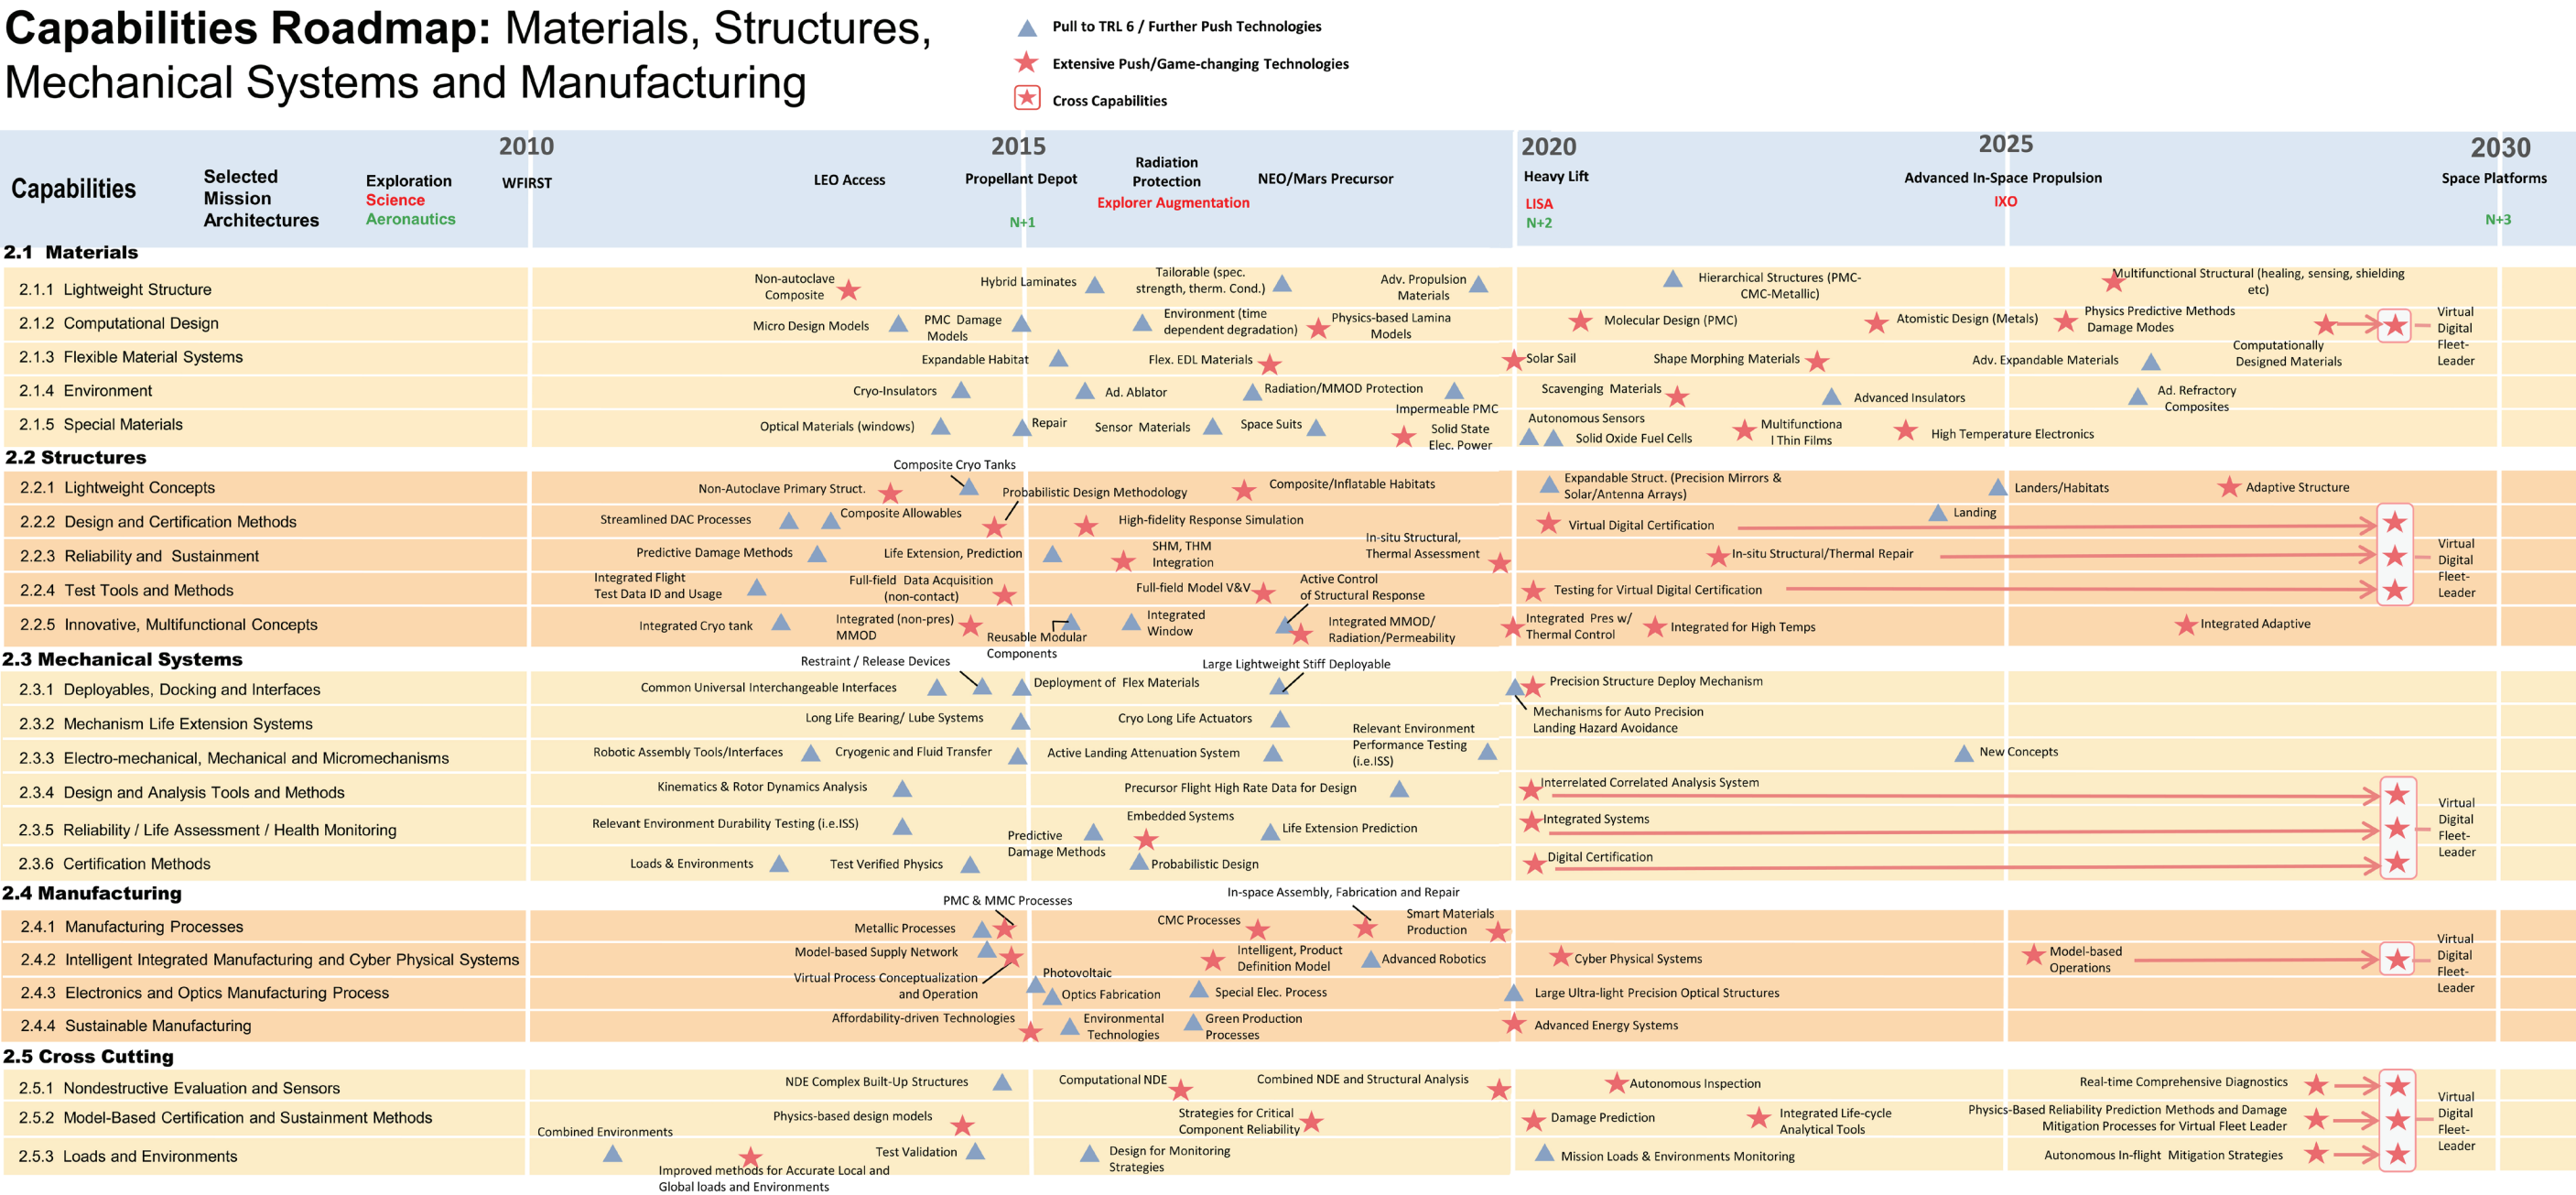 Capabilities Roadmap: Materials, Structures,
Mechanical Systems and Manufacturing
Pull to TRL 6 / Further Push Technologies
Extensive Push/Game-changing Technologies
Cross Capabilities
2010
2015
2020
2025
2030
Capabilities
Selected
Mission
Architectures
Exploration
Science
Aeronautics
WFIRST
LEO Access
Propellant Depot
N+1
Radiation
Protection
Explorer Augmentation
NEO/Mars Precursor
Heavy Lift
LISA
N+2
Advanced In-Space Propulsion
IXO
Space Platforms
N+3
2.1 Materials
2.1.1 Lightweight Structure
Non-autoclave
Composite
Hybrid Laminates
Tailorable (spec.
strength, therm. Cond.)
Adv. Propulsion
Materials
Hierarchical Structures (PMC-
CMC-Metallic)
Multifunctional Structural (healing, sensing, shielding
etc)
2.1.2 Computational Design
Micro Design Models
PMC Damage
Models
Environment (time
dependent degradation)
Physics-based Lamina
Models
Molecular Design (PMC)
Atomistic Design (Metals)
Physics Predictive Methods
Damage Modes
Computationally
Designed Materials
Virtual
Digital
Fleet-
Leader
2.1.3 Flexible Material Systems
Expandable Habitat
Flex. EDL Materials
Solar Sail
Shape Morphing Materials
Adv. Expandable Materials
2.1.4 Environment
Cryo-Insulators
Ad. Ablator
Radiation/MMOD Protection
Impermeable PMC
Scavenging Materials
Advanced Insulators
Ad. Refractory
Composites
2.1.5 Special Materials
Optical Materials (windows)
Repair
Sensor Materials
Space Suits
Solid State
Elec. Power
Autonomous Sensors
Solid Oxide Fuel Cells
Multifunctiona
l Thin Films
High Temperature Electronics
2.2 Structures
2.2.1 Lightweight Concepts
Non-Autoclave Primary Struct.
Composite Cryo Tanks
Probabilistic Design Methodology
Composite/Inflatable Habitats
Expandable Struct. (Precision Mirrors &
Solar/Antenna Arrays)
Landers/Habitats
Adaptive Structure
2.2.2 Design and Certification Methods
Streamlined DAC Processes
Composite Allowables
High-fidelity Response Simulation
Virtual Digital Certification
Landing
2.2.3 Reliability and Sustainment
Predictive Damage Methods
Life Extension, Prediction
SHM, THM
Integration
In-situ Structural,
Thermal Assessment
In-situ Structural/Thermal Repair
Virtual
Digital
Fleet-
Leader
2.2.4 Test Tools and Methods
Integrated Flight
Test Data ID and Usage
Full-field Data Acquisition
(non-contact)
Full-field Model V&V
Active Control
of Structural Response
Testing for Virtual Digital Certification
2.2.5 Innovative, Multifunctional Concepts
Integrated Cryo tank
Integrated (non-pres)
MMOD
Reusable Modular
Components
Integrated
Window
Integrated MMOD/
Radiation/Permeability
Integrated Pres w/
Thermal Control
Integrated for High Temps
Integrated Adaptive
2.3 Mechanical Systems
2.3.1 Deployables, Docking and Interfaces
Common Universal Interchangeable Interfaces
Restraint / Release Devices
Deployment of Flex Materials
Large Lightweight Stiff Deployable
Precision Structure Deploy Mechanism
Mechanisms for Auto Precision
Landing Hazard Avoidance
2.3.2 Mechanism Life Extension Systems
Long Life Bearing/ Lube Systems
Cryo Long Life Actuators
2.3.3 Electro-mechanical, Mechanical and Micromechanisms
Robotic Assembly Tools/Interfaces
Cryogenic and Fluid Transfer
Active Landing Attenuation System
Relevant Environment
Performance Testing
(i.e.ISS)
New Concepts
2.3.4 Design and Analysis Tools and Methods
Kinematics & Rotor Dynamics Analysis
Precursor Flight High Rate Data for Design
Interrelated Correlated Analysis System
2.3.5 Reliability / Life Assessment / Health Monitoring
Relevant Environment Durability Testing (i.e.ISS)
Predictive
Damage Methods
Embedded Systems
Life Extension Prediction
Integrated Systems
Virtual
Digital
Fleet-
Leader
2.3.6 Certification Methods
Loads & Environments
Test Verified Physics
Probabilistic Design
Digital Certification
2.4 Manufacturing
2.4.1 Manufacturing Processes
Metallic Processes
PMC & MMC Processes
CMC Processes
In-space Assembly, Fabrication and Repair
Smart Materials
Production
2.4.2 Intelligent Integrated Manufacturing and Cyber Physical Systems
Model-based Supply Network
Virtual Process Conceptualization
and Operation
Intelligent, Product
Definition Model
Advanced Robotics
Cyber Physical Systems
Model-based
Operations
Virtual
Digital
Fleet-
Leader
2.4.3 Electronics and Optics Manufacturing Process
Photovoltaic
Optics Fabrication
Special Elec. Process
Large Ultra-light Precision Optical Structures
2.4.4 Sustainable Manufacturing
Affordability-driven Technologies
Environmental
Technologies
Green Production
Processes
Advanced Energy Systems
2.5 Cross Cutting
2.5.1 Nondestructive Evaluation and Sensors
NDE Complex Built-Up Structures
Computational NDE
Combined NDE and Structural Analysis
Autonomous Inspection
Real-time Comprehensive Diagnostics
2.5.2 Model-Based Certification and Sustainment Methods
Physics-based design models
Strategies for Critical
Component Reliability
Damage Prediction
Integrated Life-cycle
Analytical Tools
Physics-Based Reliability Prediction Methods and Damage
Mitigation Processes for Virtual Fleet Leader
Virtual
Digital
Fleet-
Leader
2.5.3 Loads and Environments
Combined Environments
Improved methods for Accurate Local and
Global loads and Environments
Test Validation
Design for Monitoring
Strategies
Mission Loads & Environments Monitoring
Autonomous In-flight Mitigation Strategies